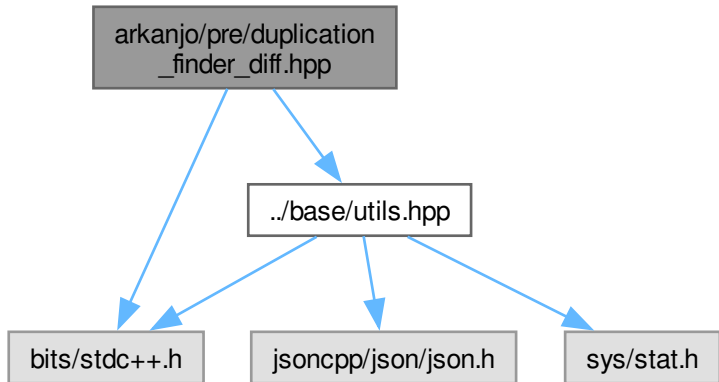 arkanjo/pre/duplication
_finder_diff.hpp
../base/utils.hpp
bits/stdc++.h
jsoncpp/json/json.h
sys/stat.h